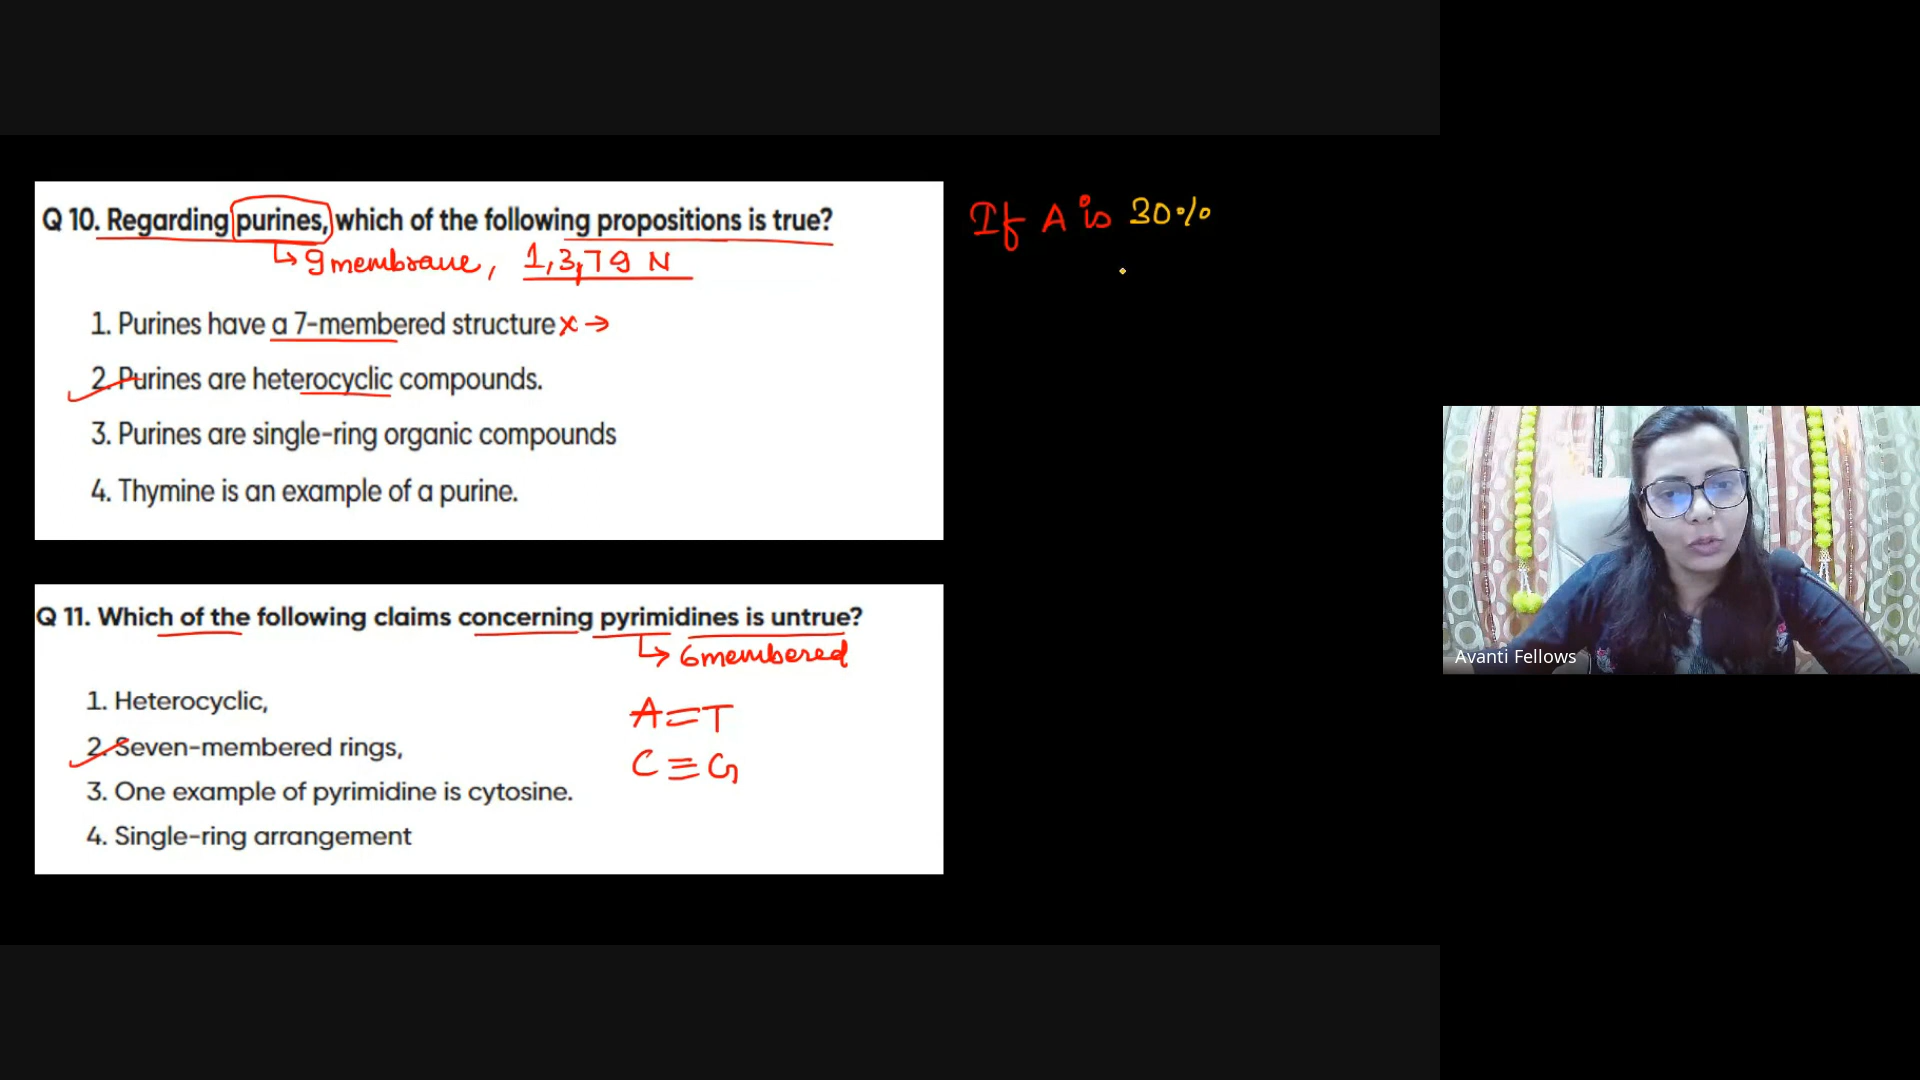 Q 10. Regarding purines, which of the following propositions is true?
9 membrane, 1,3,7 9 N
1. Purines have a 7-membered structure x →
2. Purines are heterocyclic compounds.
3. Purines are single-ring organic compounds
4. Thymine is an example of a purine.
If A is 30%
Q 11. Which of the following claims concerning pyrimidines is untrue?
6 membered
1. Heterocyclic,
2. Seven-membered rings,
3. One example of pyrimidine is cytosine.
4. Single-ring arrangement
A = T
C ≡ G
Avanti Fellows